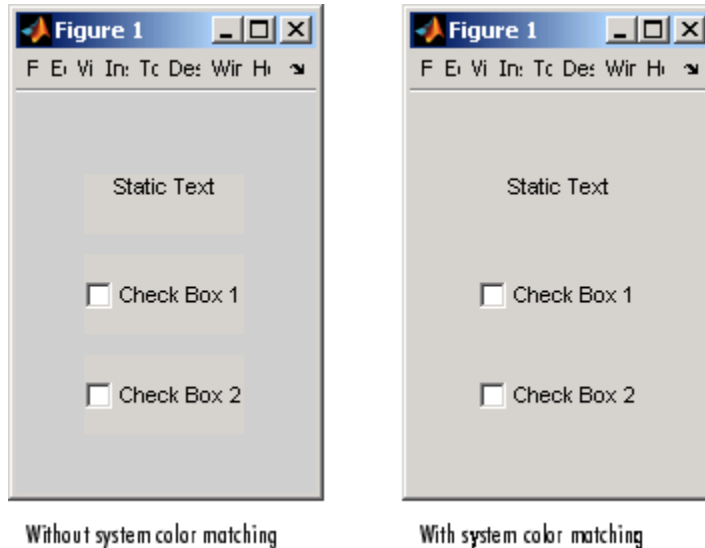 Figure 1
Static Text
Check Box 1
Check Box 2
Without system color matching
Figure 1
Static Text
Check Box 1
Check Box 2
With system color matching